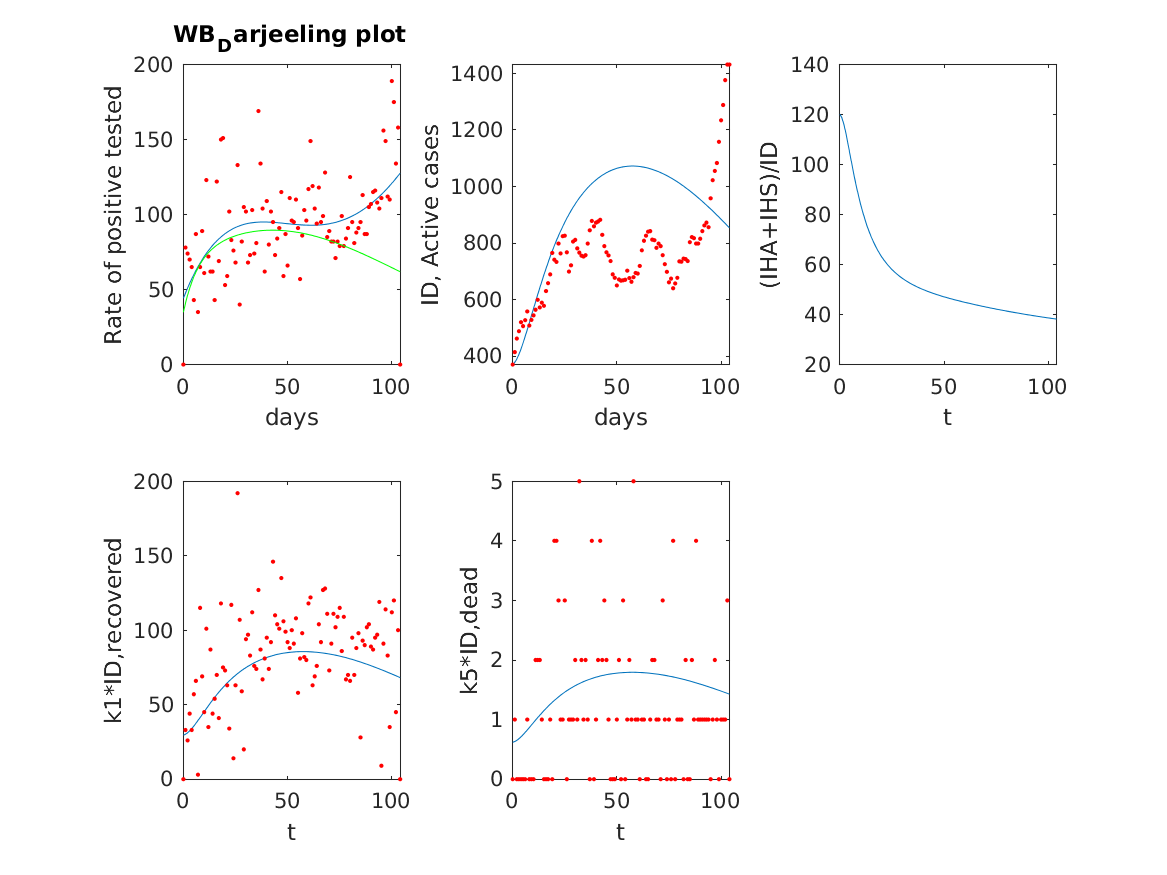 WB_Darjeeling plot
200
150
100
50
0
Rate of positive tested
0 50 100
days
1400
1200
1000
800
600
400
ID, Active cases
0 50 100
days
140
120
100
80
60
40
20
(IHA+IHS)/ID
0 50 100
t
200
150
100
50
0
k1*ID,recovered
0 50 100
t
5
4
3
2
1
0
k5*ID,dead
0 50 100
t